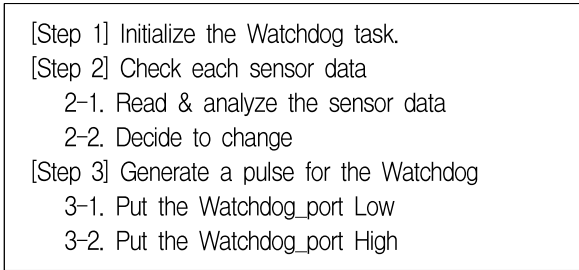 [Step 1] Initialize the Watchdog task.
[Step 2] Check each sensor data
2-1. Read & analyze the sensor data
2-2. Decide to change
[Step 3] Generate a pulse for the Watchdog
3-1. Put the Watchdog_port Low
3-2. Put the Watchdog_port High